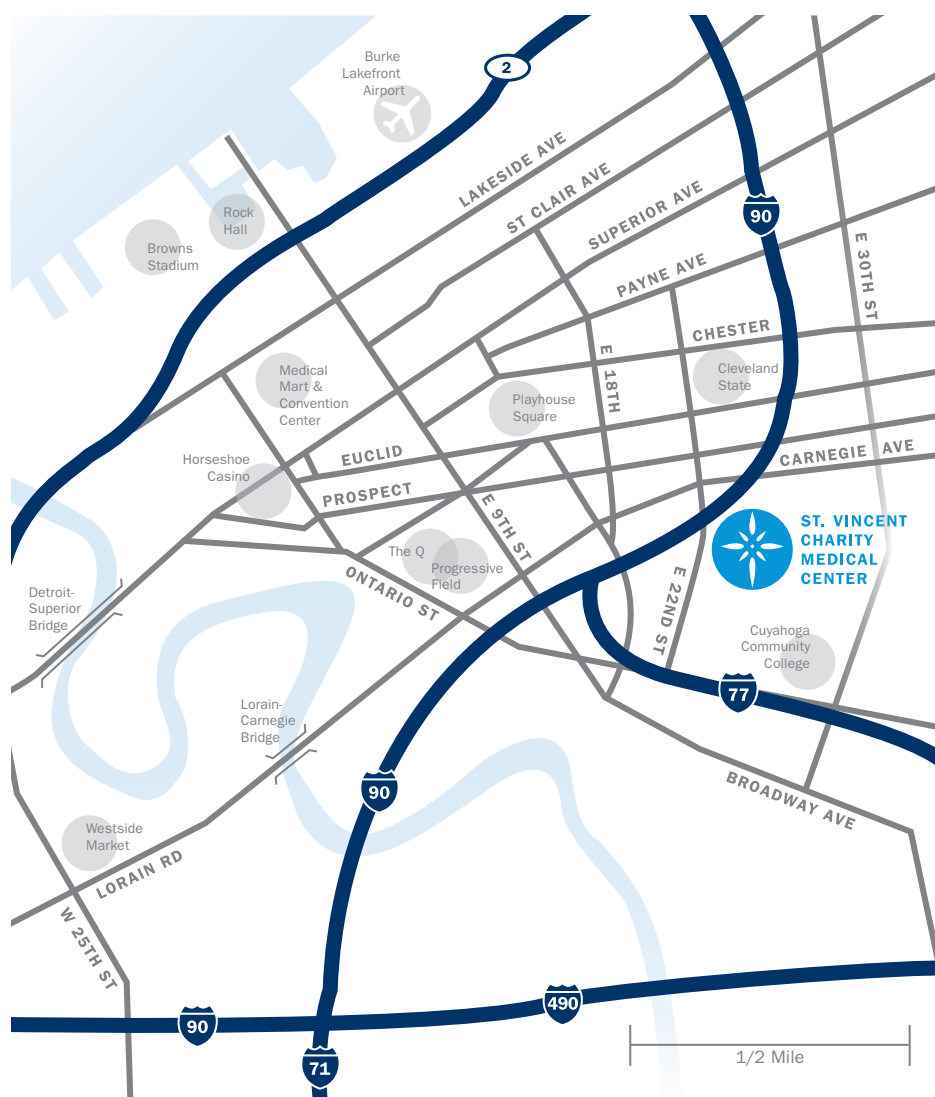 Burke
Lakefront
Airport
2
LAKESIDE AVE
ST CLAIR AVE
SUPERIOR AVE
90
Rock
Hall
Browns
Stadium
E 30TH ST
PAYNE AVE
CHESTER
E 18TH
Medical
Mart &
Convention
Center
Cleveland
State
Playhouse
Square
EUCLID
CARNEGIE AVE
Horseshoe
Casino
PROSPECT
E 9TH ST
ST. VINCENT
CHARITY
MEDICAL
CENTER
The Q
Progressive
Field
ONTARIO ST
E 22ND ST
Detroit-
Superior
Bridge
Cuyahoga
Community
College
77
Lorain-
Carnegie
Bridge
90
BROADWAY AVE
Westside
Market
LORAIN RD
W 25TH ST
490
90
1/2 Mile
71